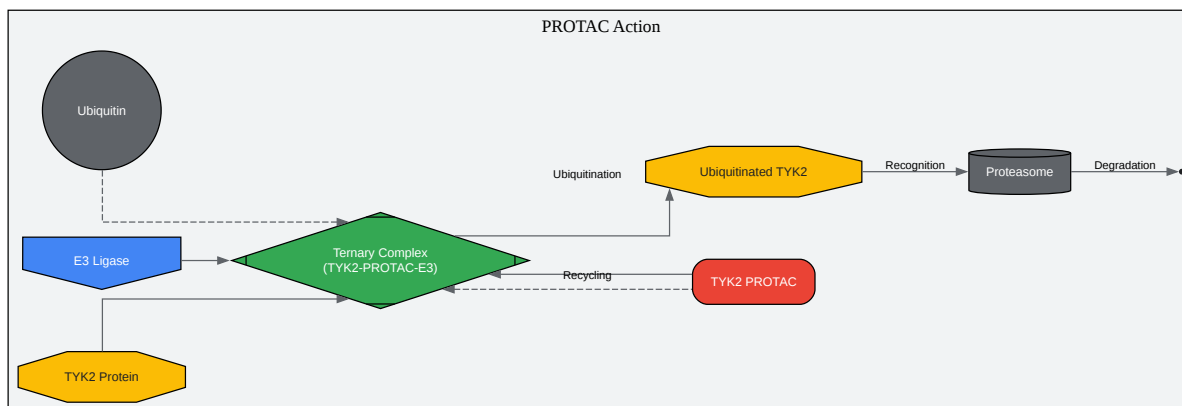 PROTAC Action
Ubiquitin
Ubiquitination
Ubiquitinated TYK2
Recognition
Proteasome
Degradation
E3 Ligase
Ternary Complex
(TYK2-PROTAC-E3)
Recycling
TYK2 PROTAC
TYK2 Protein